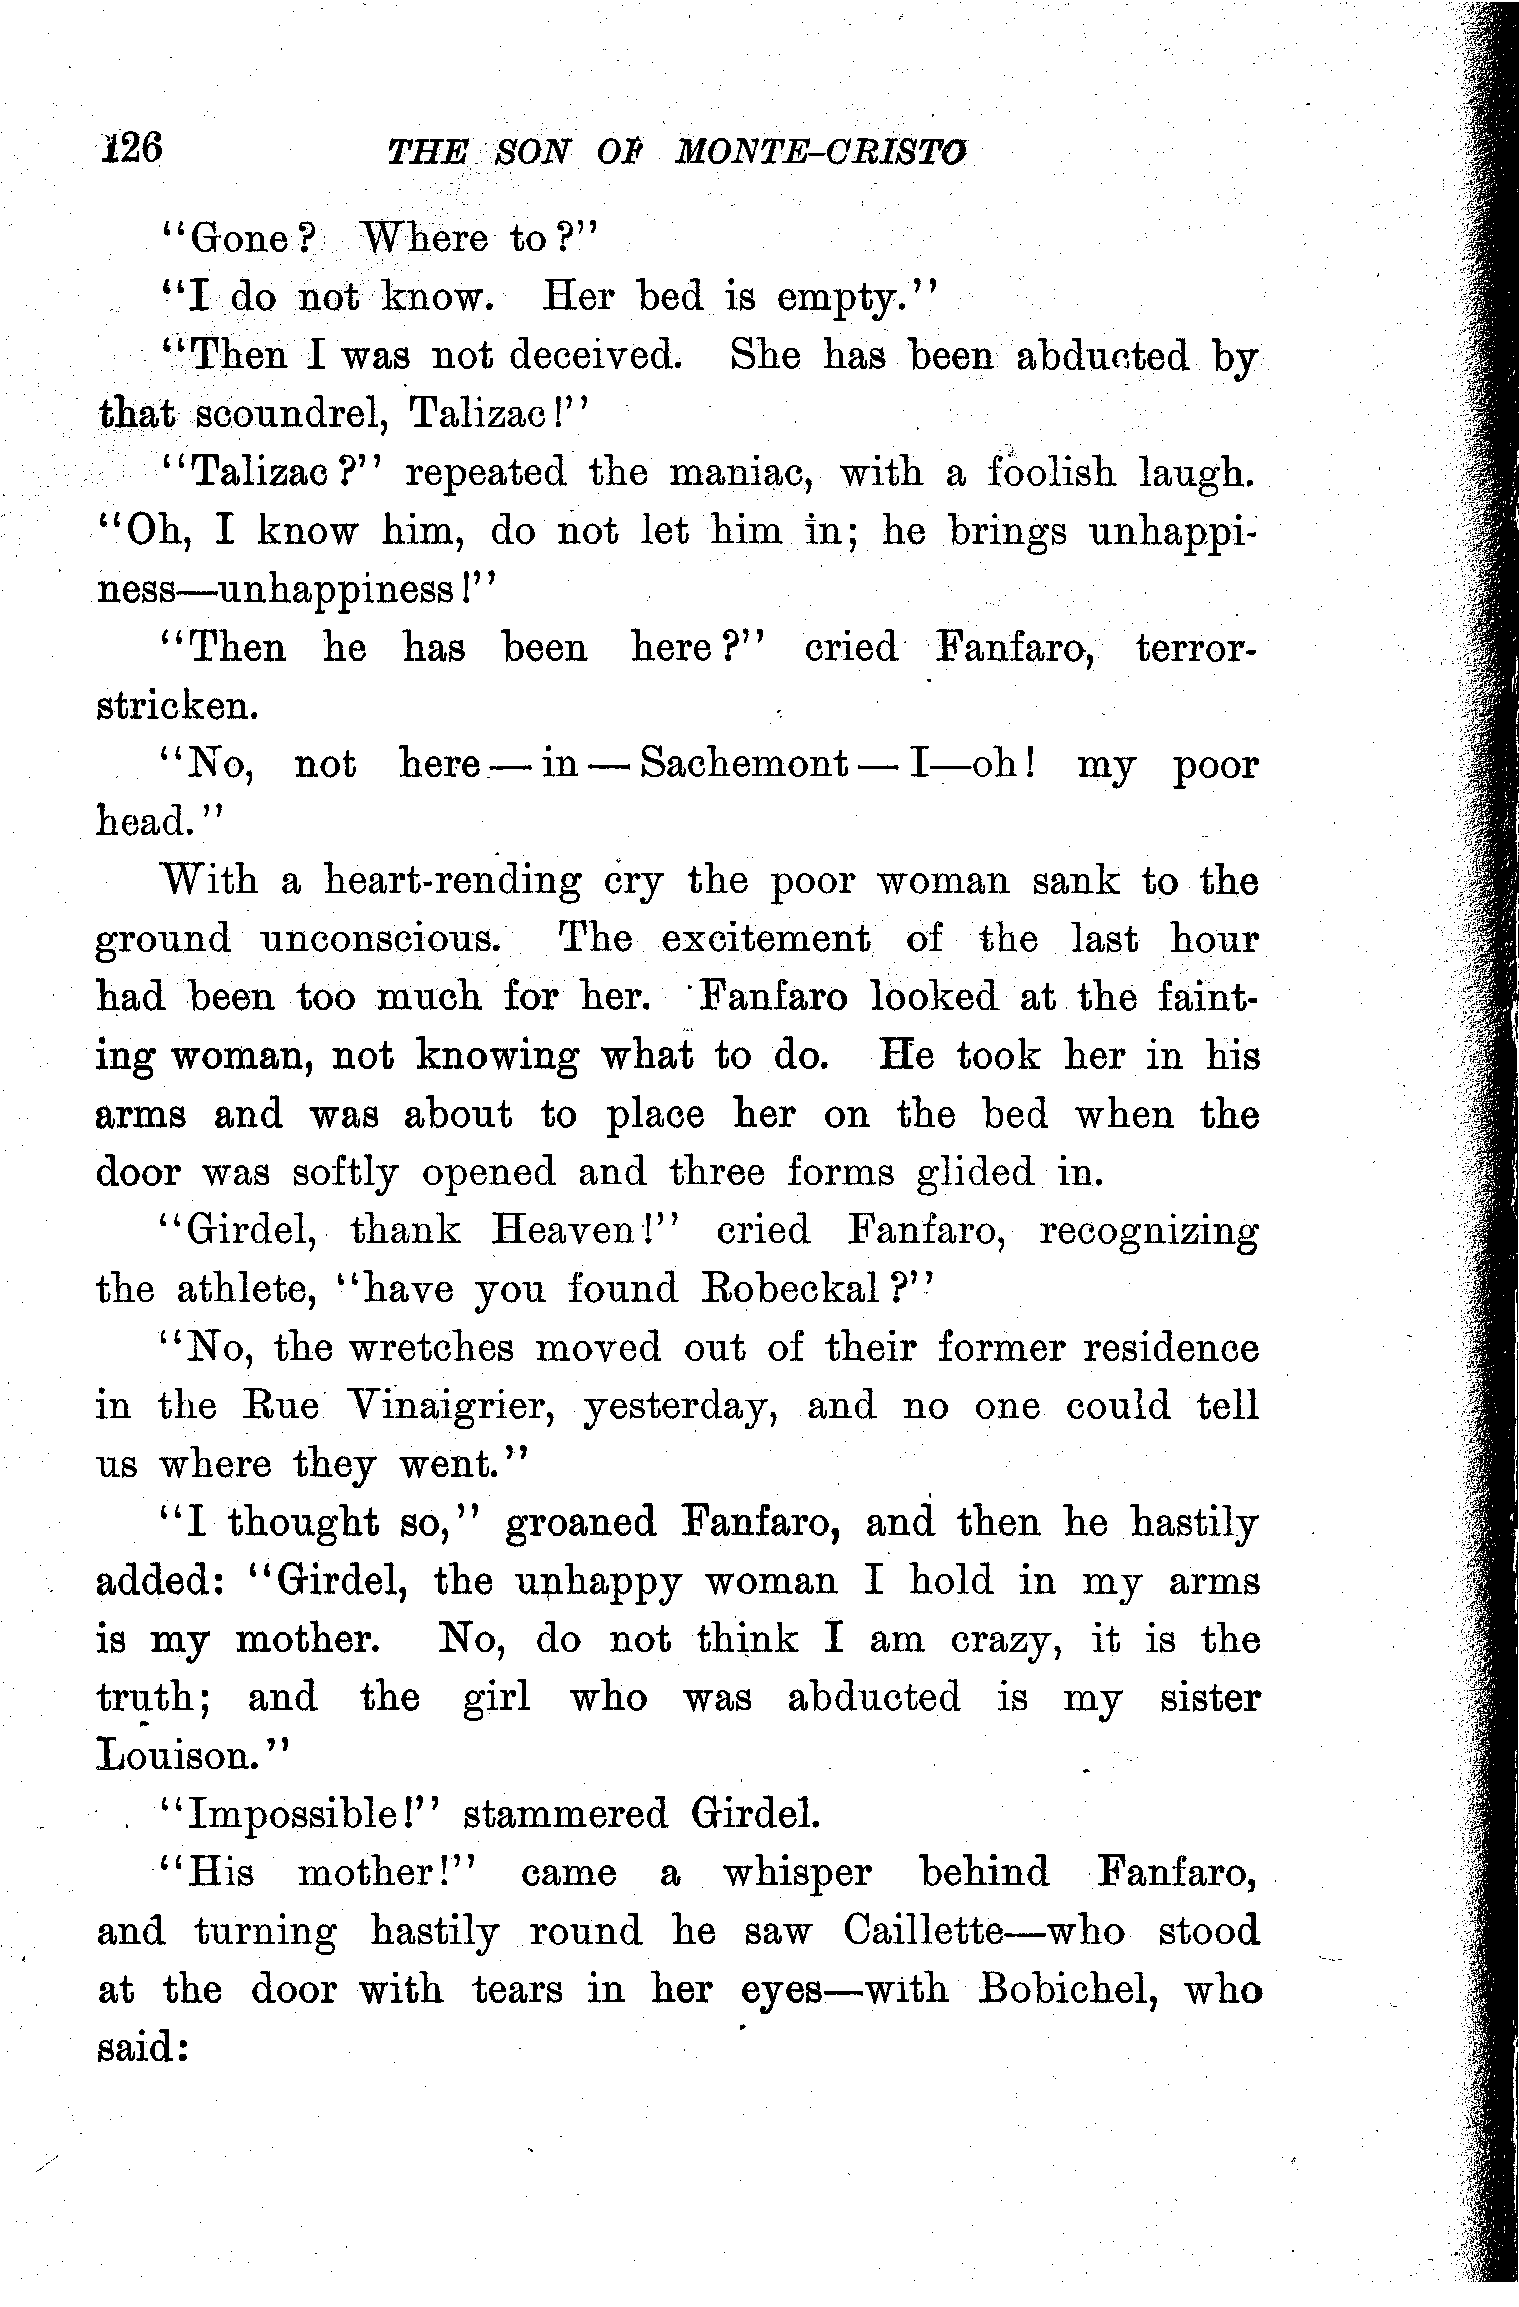 126 THE SON OF MONTE-CRISTO
"Gone? Where to?"
"I do not know. Her bed is empty."
"Then I was not deceived. She has been abducted by
that scoundrel, Talizac!"
"Talizac?" repeated the maniac, with a foolish laugh.
"Oh, I know him, do not let him in; he brings unhappi-
ness—unhappiness!"
"Then he has been here?" cried Fanfaro, terror-
stricken.
"No, not here—in—Sachemont—I—oh! my poor
head."
With a heart-rending cry the poor woman sank to the
ground unconscious. The excitement of the last hour
had been too much for her. Fanfaro looked at the faint-
ing woman, not knowing what to do. He took her in his
arms and was about to place her on the bed when the
door was softly opened and three forms glided in.
"Girdel, thank Heaven!" cried Fanfaro, recognizing
the athlete, "have you found Robeckal?"
"No, the wretches moved out of their former residence
in the Rue Vinaigrier, yesterday, and no one could tell
us where they went."
"I thought so," groaned Fanfaro, and then he hastily
added: "Girdel, the unhappy woman I hold in my arms
is my mother. No, do not think I am crazy, it is the
truth; and the girl who was abducted is my sister
Louison."
"Impossible!" stammered Girdel.
"His mother!" came a whisper behind Fanfaro,
and turning hastily round he saw Caillette—who stood
at the door with tears in her eyes—with Bobichel, who
said: